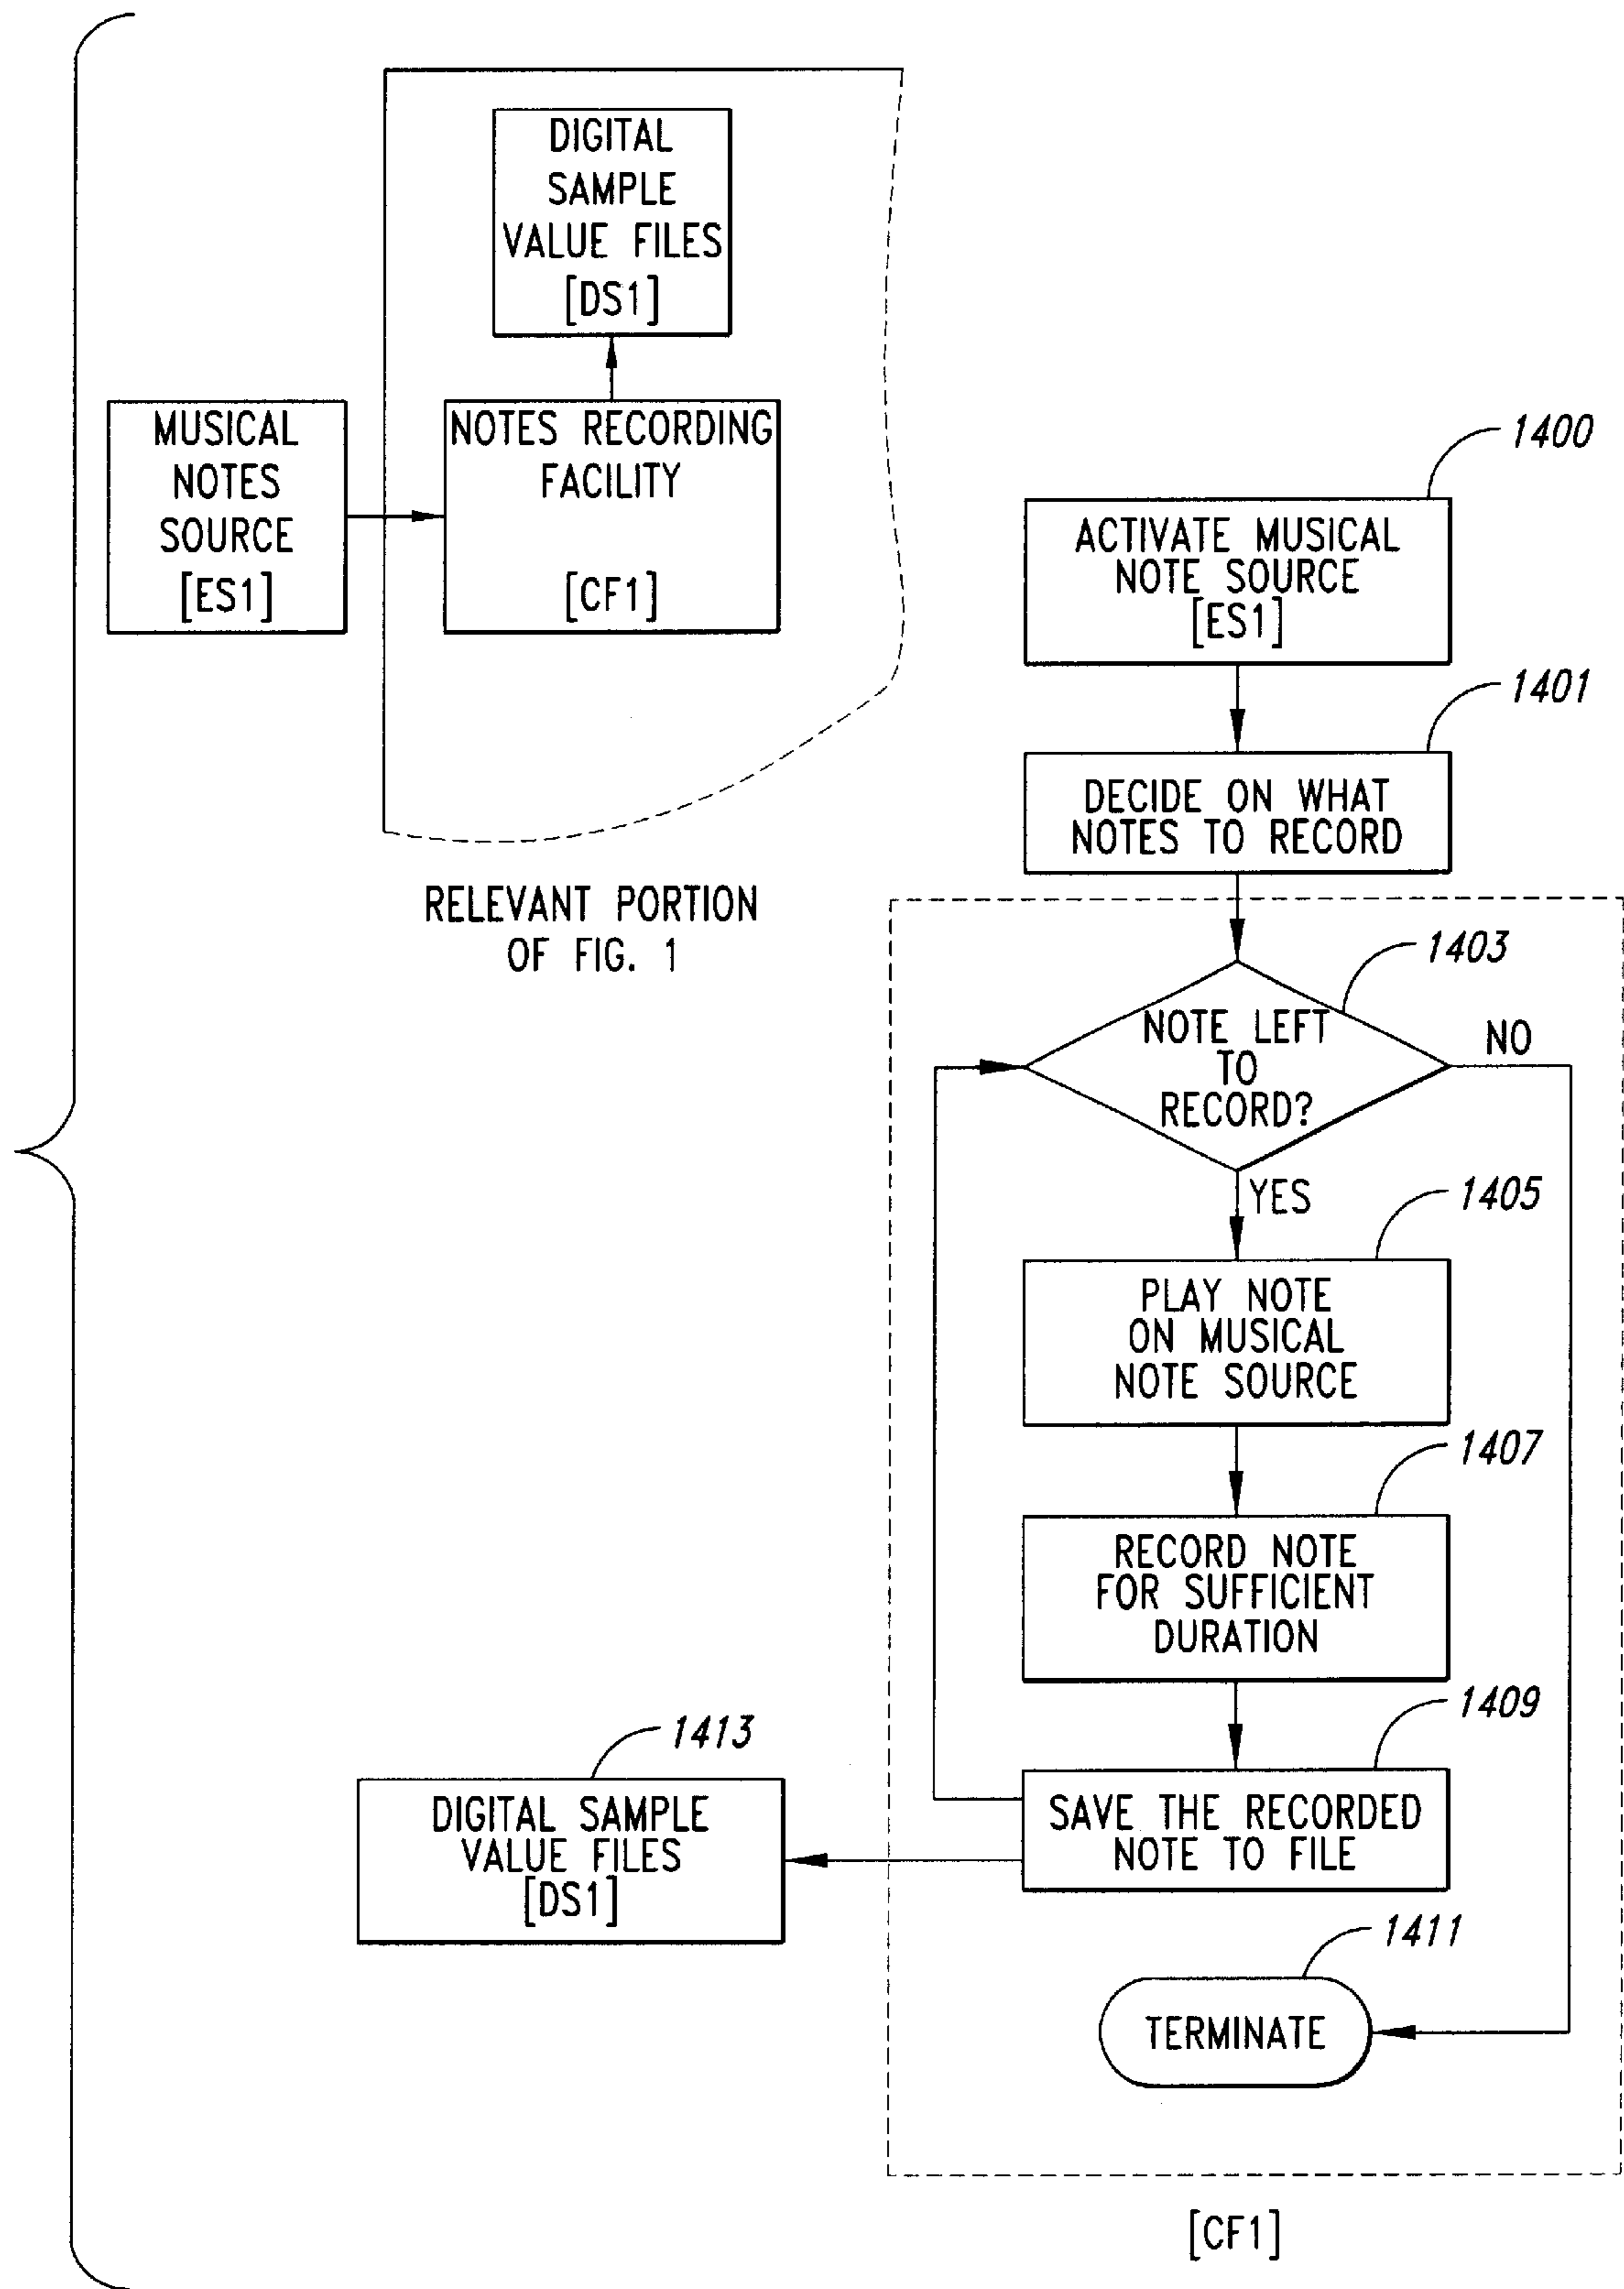 DIGITAL
SAMPLE
VALUE FILES
[DS1]
MUSICAL
NOTES
SOURCE
[ES1]
NOTES RECORDING
FACILITY
[CF1]
RELEVANT PORTION
OF FIG. 1
1400
ACTIVATE MUSICAL
NOTE SOURCE
[ES1]
1401
DECIDE ON WHAT
NOTES TO RECORD
1403
NOTE LEFT
TO
RECORD?
NO
YES
1405
PLAY NOTE
ON MUSICAL
NOTE SOURCE
1407
RECORD NOTE
FOR SUFFICIENT
DURATION
1409
SAVE THE RECORDED
NOTE TO FILE
1413
DIGITAL SAMPLE
VALUE FILES
[DS1]
1411
TERMINATE
[CF1]